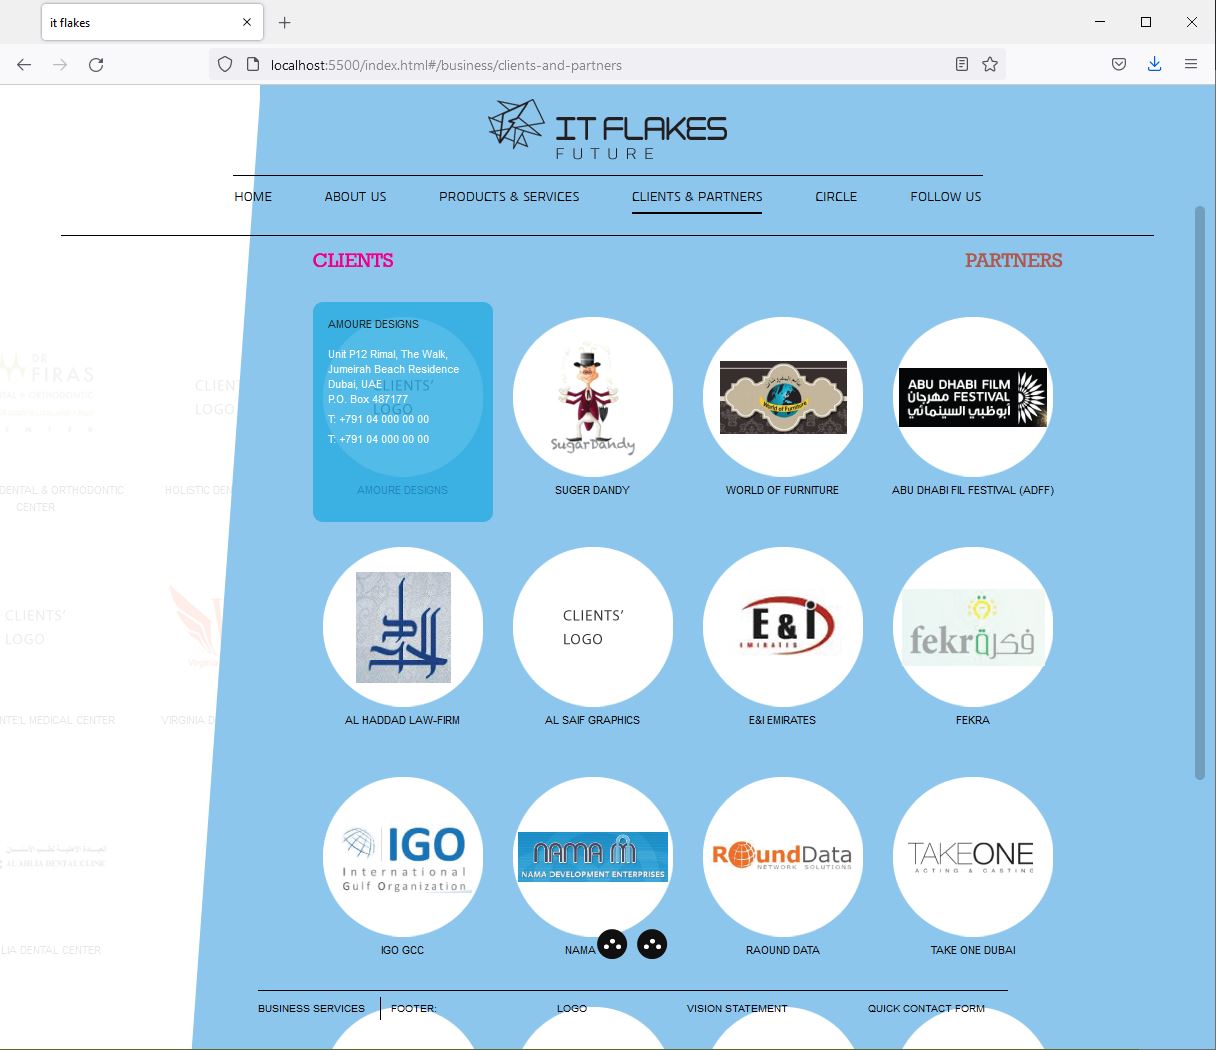 it flakes
localhost:5500/index.html#/business/clients-and-partners
IT FLAKES
FUTURE
HOME
ABOUT US
PRODUCTS & SERVICES
CLIENTS & PARTNERS
CIRCLE
FOLLOW US
CLIENTS
PARTNERS
DR
FIRAS
DENTAL & ORTHODONTIC
CENTER
CLIENT
LOGO
HOLISTIC DEN
AMOURE DESIGNS
Unit P12 Rimal, The Walk,
Jumeirah Beach Residence
Dubai, UAE
P.O. Box 487177
T: +791 04 000 00 00
T: +791 04 000 00 00
CLIENTS'
LOGO
AMOURE DESIGNS
SugarDandy
SUGER DANDY
World of Furniture
WORLD OF FURNITURE
ABU DHABI FILM
FESTIVAL مهرجان
أبوظبي السينمائي
ABU DHABI FIL FESTIVAL (ADFF)
CLIENTS'
LOGO
MEDICAL CENTER
Virginia
VIRGINIA D
AL HADDAD LAW-FIRM
CLIENTS'
LOGO
AL SAIF GRAPHICS
E&i
EMIRATES
E&I EMIRATES
fekra فكرة
FEKRA
AL AHLIA DENTAL CLINIC
LIA DENTAL CENTER
IGO
International
Gulf Organization
IGO GCC
NAMA
NAMA DEVELOPMENT ENTERPRISES
NAMA
ROundData
NETWORK SOLUTIONS
RAOUND DATA
TAKEONE
ACTING & CASTING
TAKE ONE DUBAI
BUSINESS SERVICES
FOOTER:
LOGO
VISION STATEMENT
QUICK CONTACT FORM